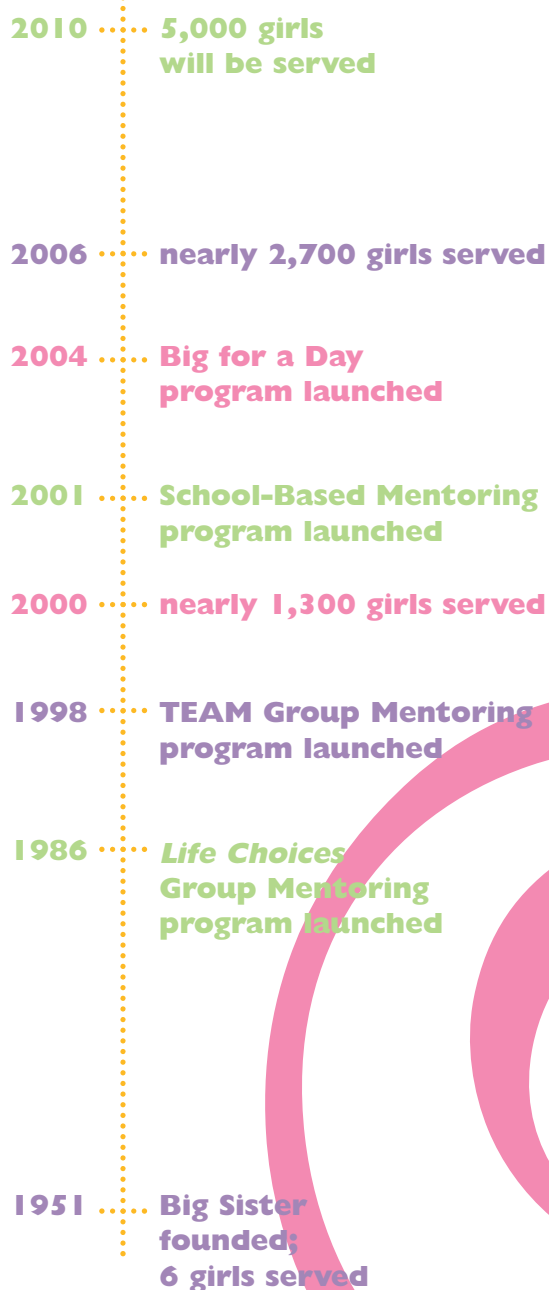 2010 5,000 girls
will be served
2006 nearly 2,700 girls served
2004 Big for a Day
program launched
2001 School-Based Mentoring
program launched
2000 nearly 1,300 girls served
1998 TEAM Group Mentoring
program launched
1986 Life Choices
Group Mentoring
program launched
1951 Big Sister
founded;
6 girls served